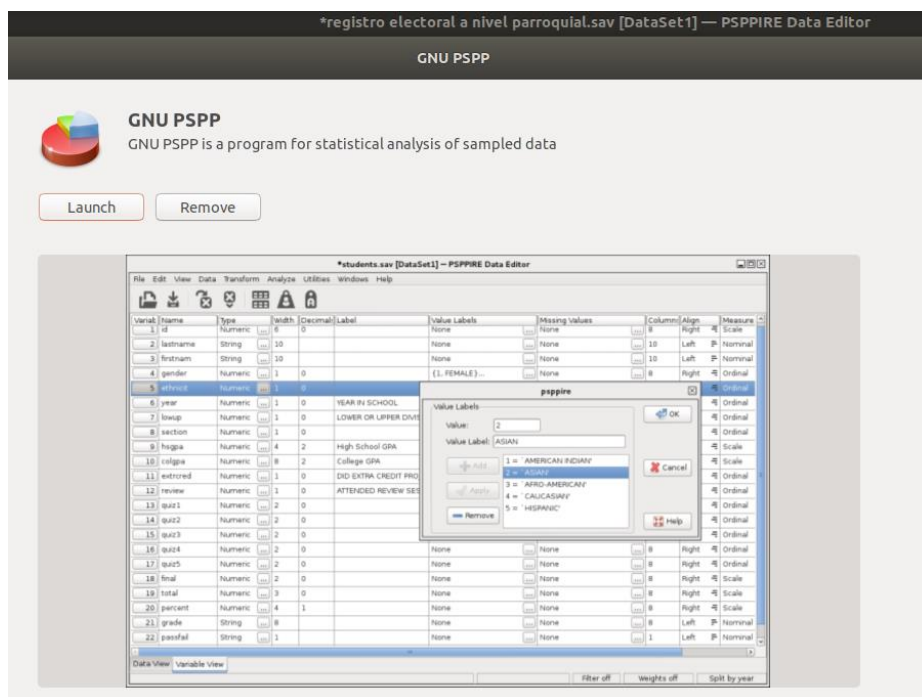 *registro electoral a nivel parroquial.sav [DataSet1] — PSPPIRE Data Editor
GNU PSPP
GNU PSPP
GNU PSPP is a program for statistical analysis of sampled data
Launch Remove
*students.sav [DataSet1] — PSPPIRE Data Editor
File Edit View Data Transform Analyze Utilities Windows Help
Variab Name Type Width Decimal Label Value Labels Missing Values Column Align Measure
1 id Numeric 6 0 None None 8 Right Scale
2 lastname String 10 None None 10 Left Nominal
3 firstnam String 10 None None 10 Left Nominal
4 gender Numeric 1 0 {1, FEMALE}... None 8 Right Ordinal
5 ethnicit Numeric 1 0 Ordinal
6 year Numeric 1 0 YEAR IN SCHOOL Ordinal
7 lowup Numeric 1 0 LOWER OR UPPER DIVIS Ordinal
8 section Numeric 1 0 Ordinal
9 hsgpa Numeric 4 2 High School GPA Scale
10 colgpa Numeric 8 2 College GPA Scale
11 extrcred Numeric 1 0 DID EXTRA CREDIT PRO Ordinal
12 review Numeric 1 0 ATTENDED REVIEW SES Ordinal
13 quiz1 Numeric 2 0 Ordinal
14 quiz2 Numeric 2 0 Ordinal
15 quiz3 Numeric 2 0 Ordinal
16 quiz4 Numeric 2 0 None None 8 Right Ordinal
17 quiz5 Numeric 2 0 None None 8 Right Ordinal
18 final Numeric 2 0 None None 8 Right Scale
19 total Numeric 3 0 None None 8 Right Scale
20 percent Numeric 4 1 None None 8 Right Scale
21 grade String 8 None None 8 Left Nominal
22 passfail String 1 None None 1 Left Nominal
psppire
Value Labels
Value: 2
Value Label: ASIAN
Add
Apply
Remove
1 = `AMERICAN INDIAN'
2 = `ASIAN'
3 = `AFRO-AMERICAN'
4 = `CAUCASIAN'
5 = `HISPANIC'
OK
Cancel
Help
Data View Variable View
Filter off Weights off Split by year